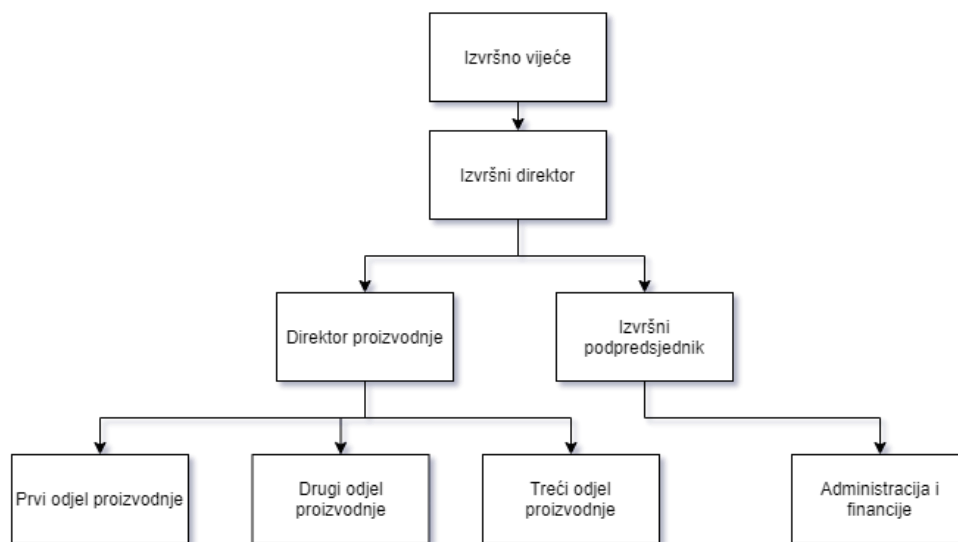 Izvršno vijeće
Izvršni direktor
Direktor proizvodnje
Izvršni
podpredsjednik
Prvi odjel proizvodnje
Drugi odjel
proizvodnje
Treći odjel
proizvodnje
Administracija i
financije